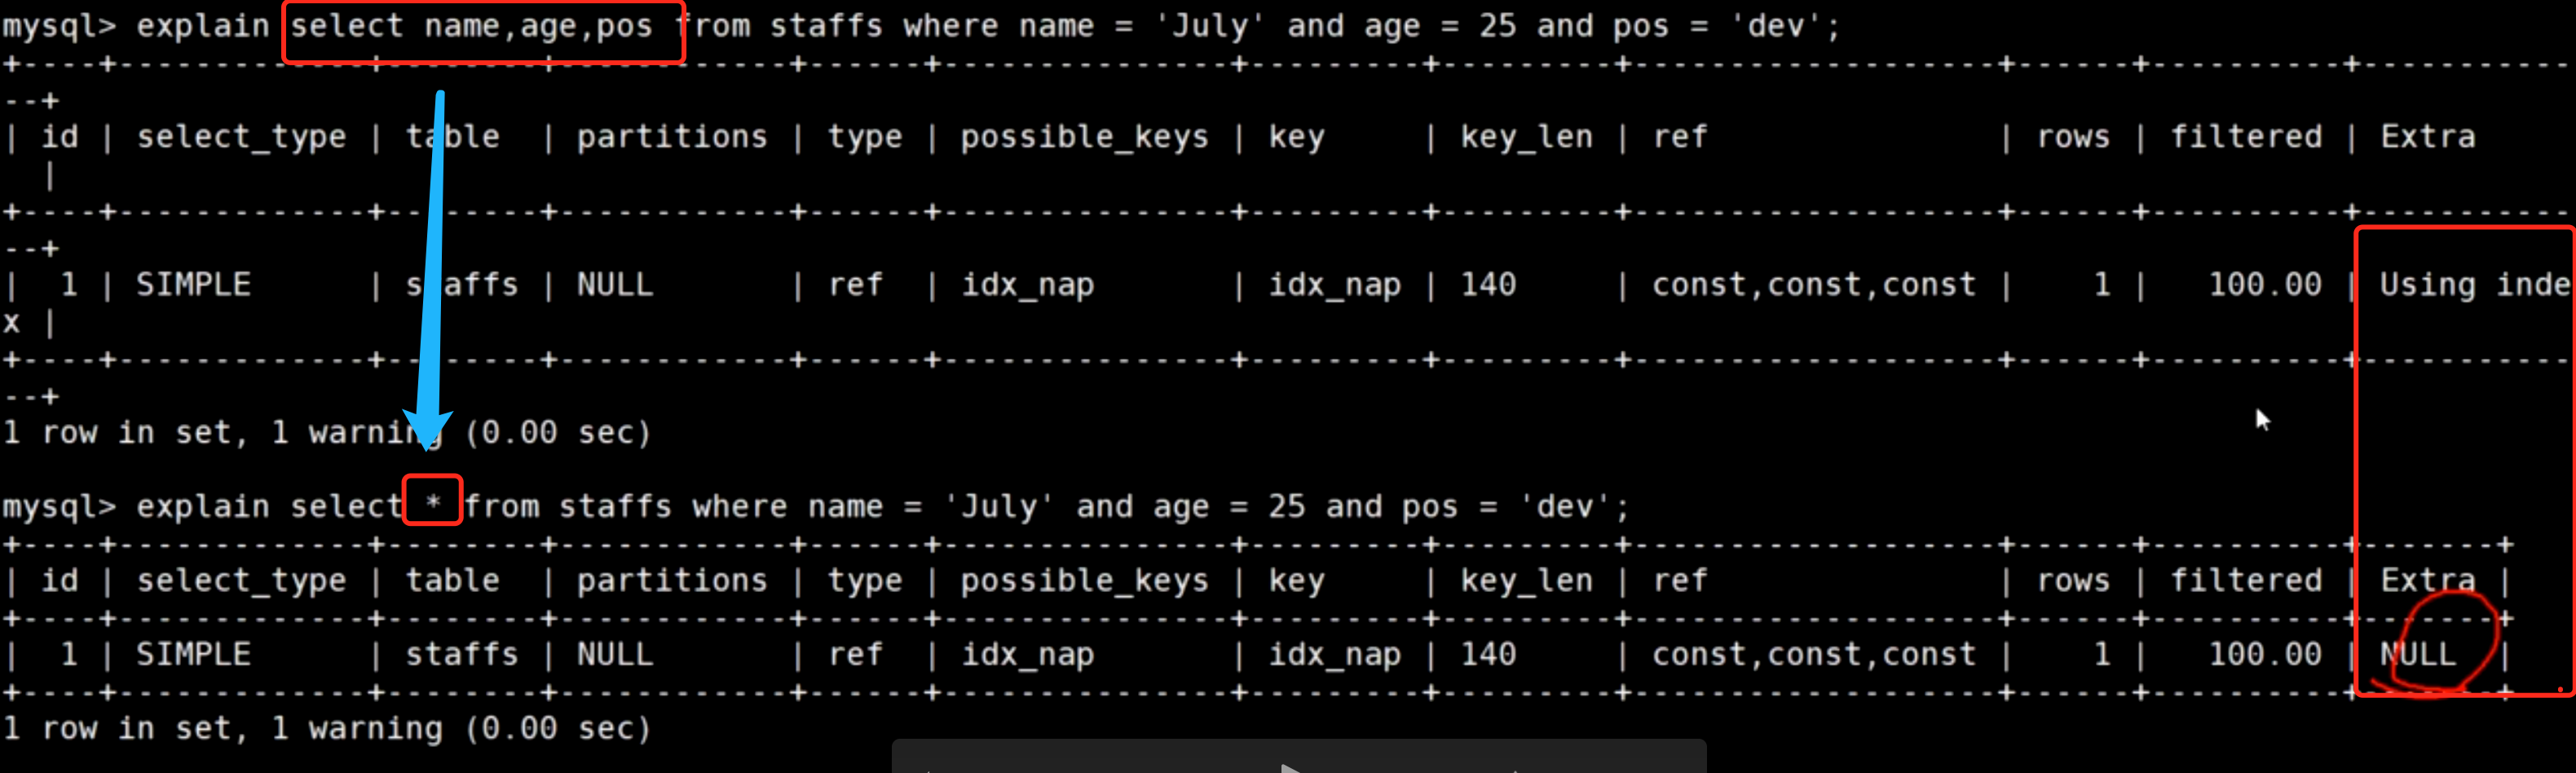 mysql> explain select name,age,pos from staffs where name = 'July' and age = 25 and pos = 'dev';
+----+-------------+--------+------------+------+---------------+---------+---------+-------------------+------+----------+-----------
--+
| id | select_type | table  | partitions | type | possible_keys | key     | key_len | ref               | rows | filtered | Extra
  |
+----+-------------+--------+------------+------+---------------+---------+---------+-------------------+------+----------+-----------
--+
|  1 | SIMPLE      | staffs | NULL       | ref  | idx_nap       | idx_nap | 140     | const,const,const |    1 |   100.00 | Using inde
x |
+----+-------------+--------+------------+------+---------------+---------+---------+-------------------+------+----------+-----------
--+
1 row in set, 1 warning (0.00 sec)
mysql> explain select * from staffs where name = 'July' and age = 25 and pos = 'dev';
+----+-------------+--------+------------+------+---------------+---------+---------+-------------------+------+----------+-------+
| id | select_type | table  | partitions | type | possible_keys | key     | key_len | ref               | rows | filtered | Extra |
+----+-------------+--------+------------+------+---------------+---------+---------+-------------------+------+----------+-------+
|  1 | SIMPLE      | staffs | NULL       | ref  | idx_nap       | idx_nap | 140     | const,const,const |    1 |   100.00 | NULL  |
+----+-------------+--------+------------+------+---------------+---------+---------+-------------------+------+----------+-------+
1 row in set, 1 warning (0.00 sec)